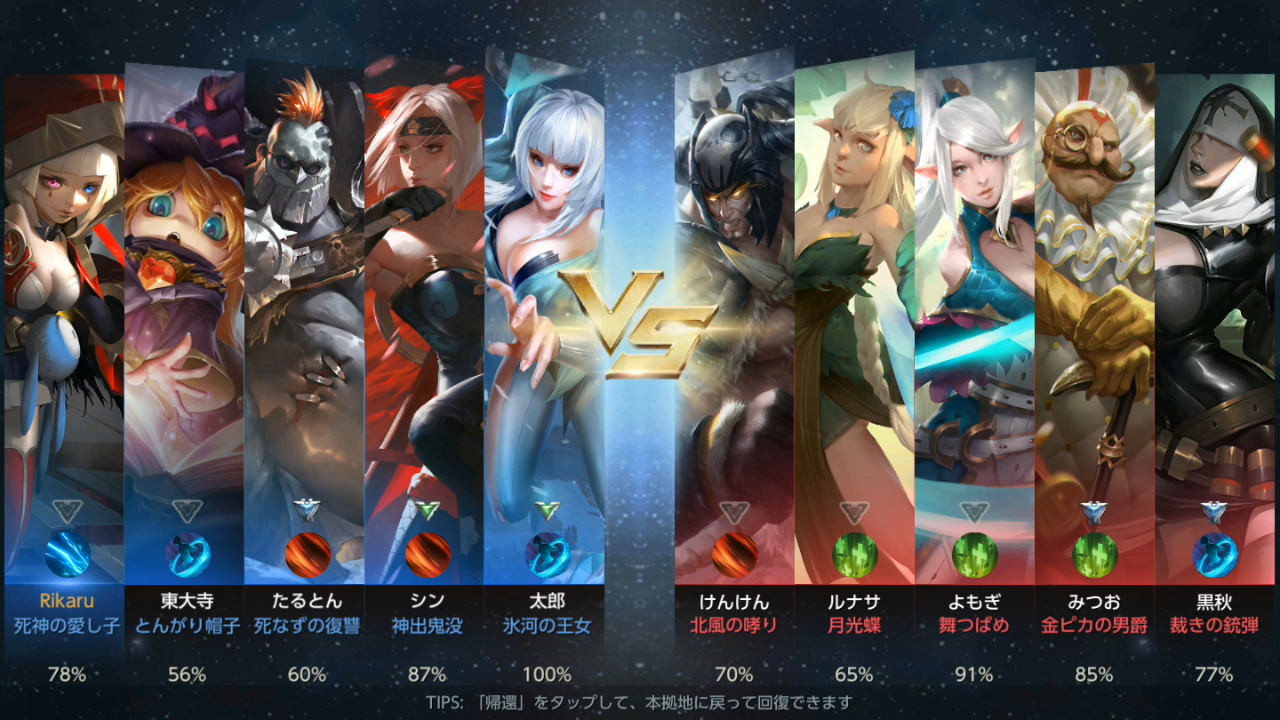 VS
Rikaru 東大寺 たるとん シン 太郎 けんけん ルナサ よもぎ みつお 黒秋
死神の愛し子 とんがり帽子 死なずの復讐 神出鬼没 氷河の王女 北風の哮り 月光蝶 舞つばめ 金ピカの男爵 裁きの銃弾
78% 56% 60% 87% 100% 70% 65% 91% 85% 77%
TIPS: 「帰還」をタップして、本拠地に戻って回復できます